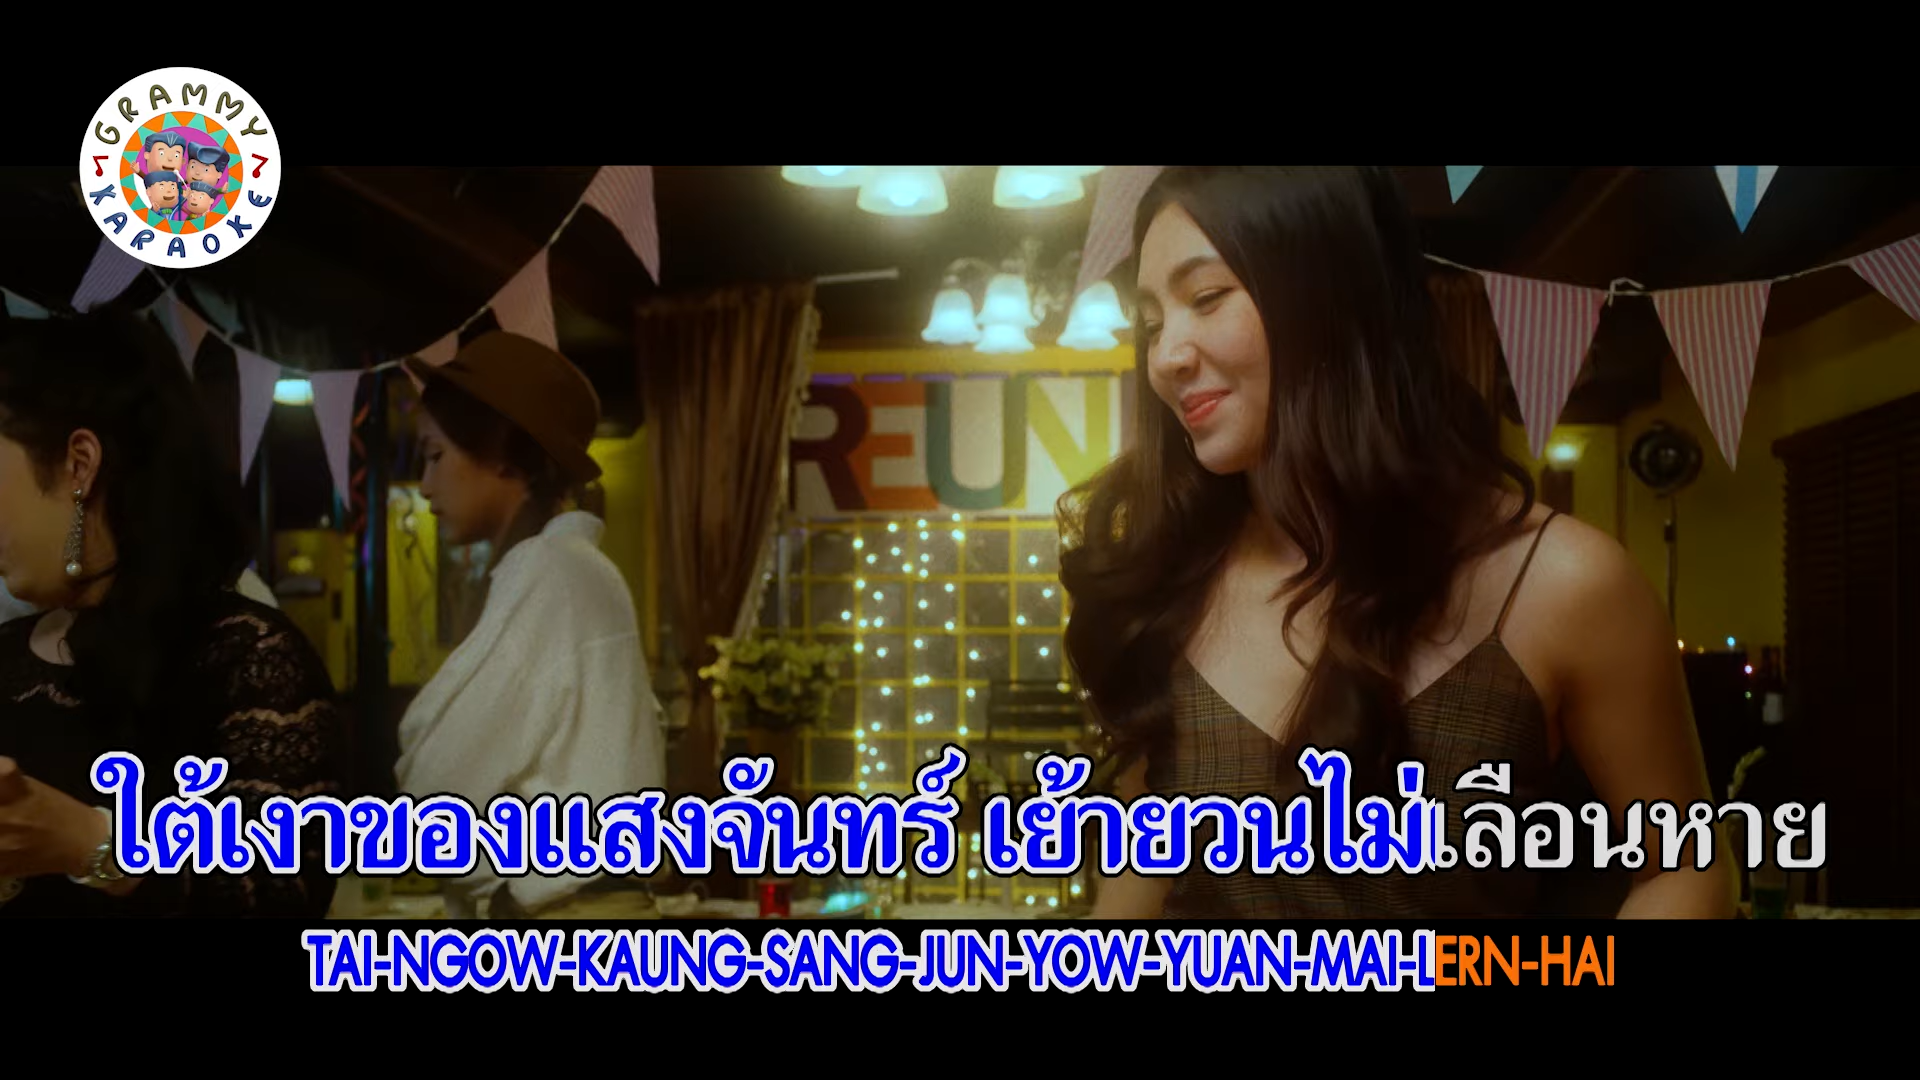 GRAMMY
KARAOKE
REUN
ใต้เงาของแสงจันทร์ เย้ายวนไม่เลือนหาย
TAI-NGOW-KAUNG-SANG-JUN-YOW-YUAN-MAI-LERN-HAI